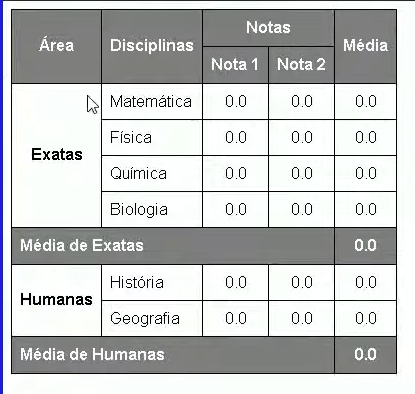 Área Disciplinas Notas Média
Nota 1 Nota 2
Exatas
Matemática 0.0 0.0 0.0
Física 0.0 0.0 0.0
Química 0.0 0.0 0.0
Biologia 0.0 0.0 0.0
Média de Exatas 0.0
Humanas
História 0.0 0.0 0.0
Geografia 0.0 0.0 0.0
Média de Humanas 0.0